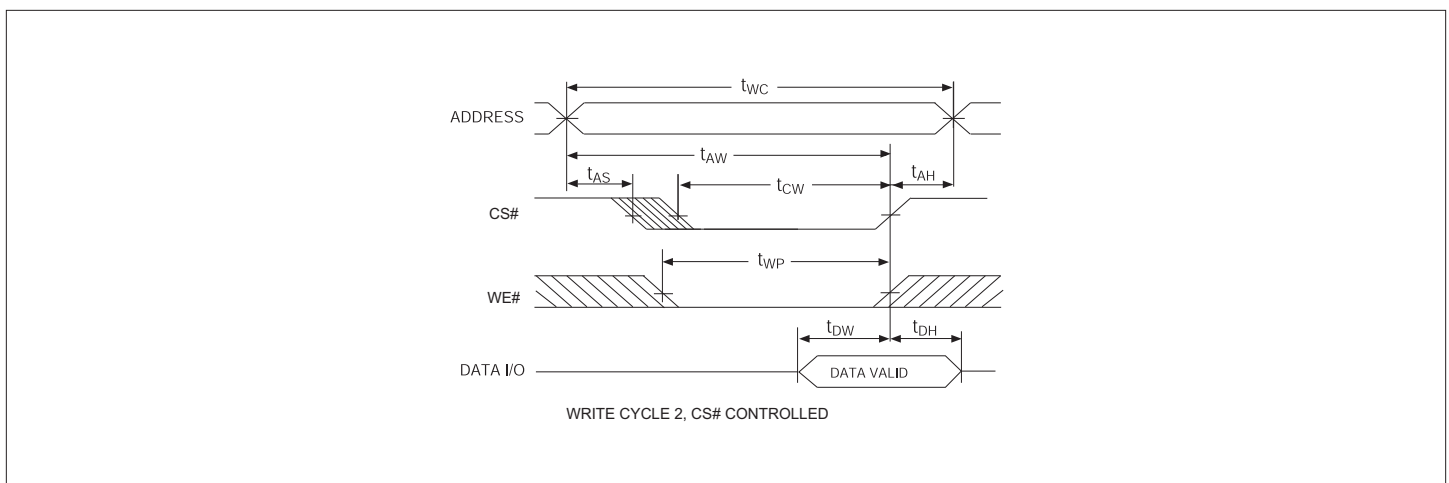 tWC
ADDRESS
tAW
tAS
tCW
tAH
CS#
tWP
WE#
tDW
tDH
DATA I/O
DATA VALID
WRITE CYCLE 2, CS# CONTROLLED